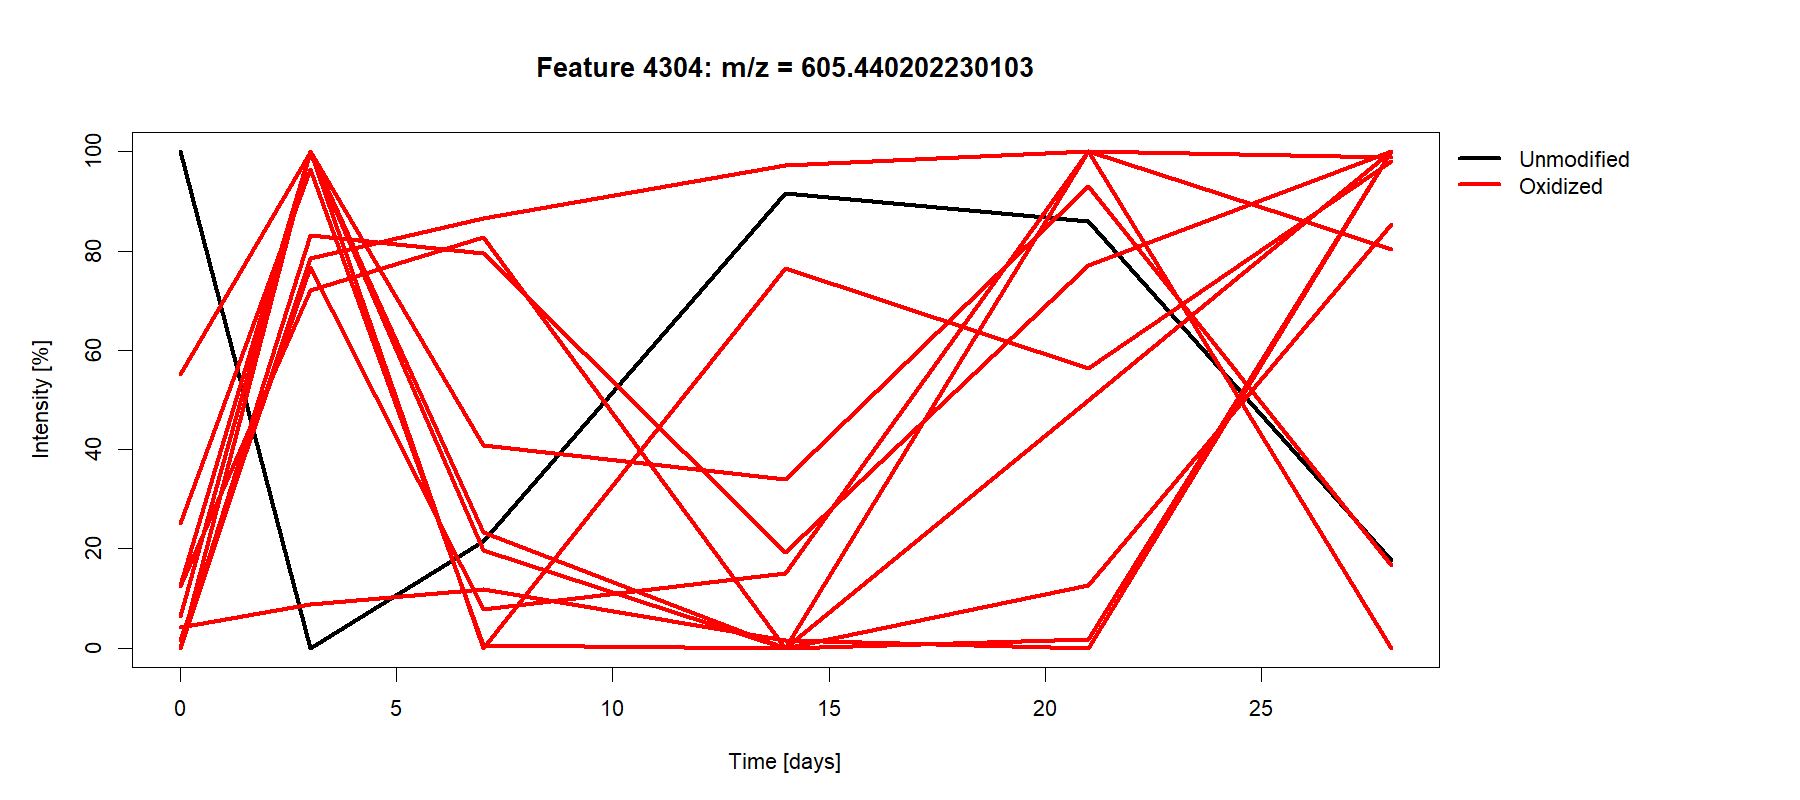 Feature 4304: m/z = 605.440202230103
Unmodified
Oxidized
Intensity [%]
100
80
60
40
20
0
0 5 10 15 20 25
Time [days]